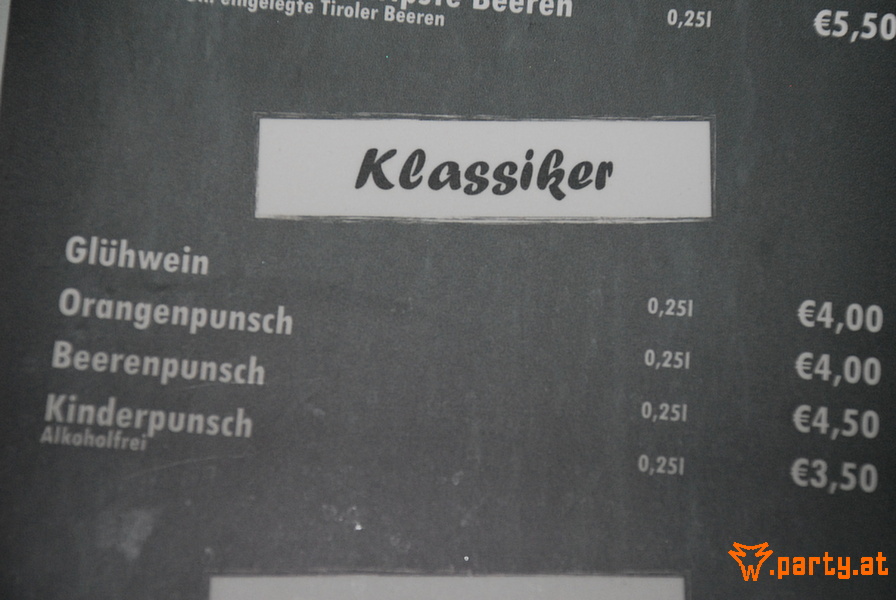 eingelegte Tiroler Beeren 0,25l €5,50
Klassiker
Glühwein 0,25l €4,00
Orangenpunsch 0,25l €4,00
Beerenpunsch 0,25l €4,50
Kinderpunsch 0,25l €3,50
Alkoholfrei
party.at